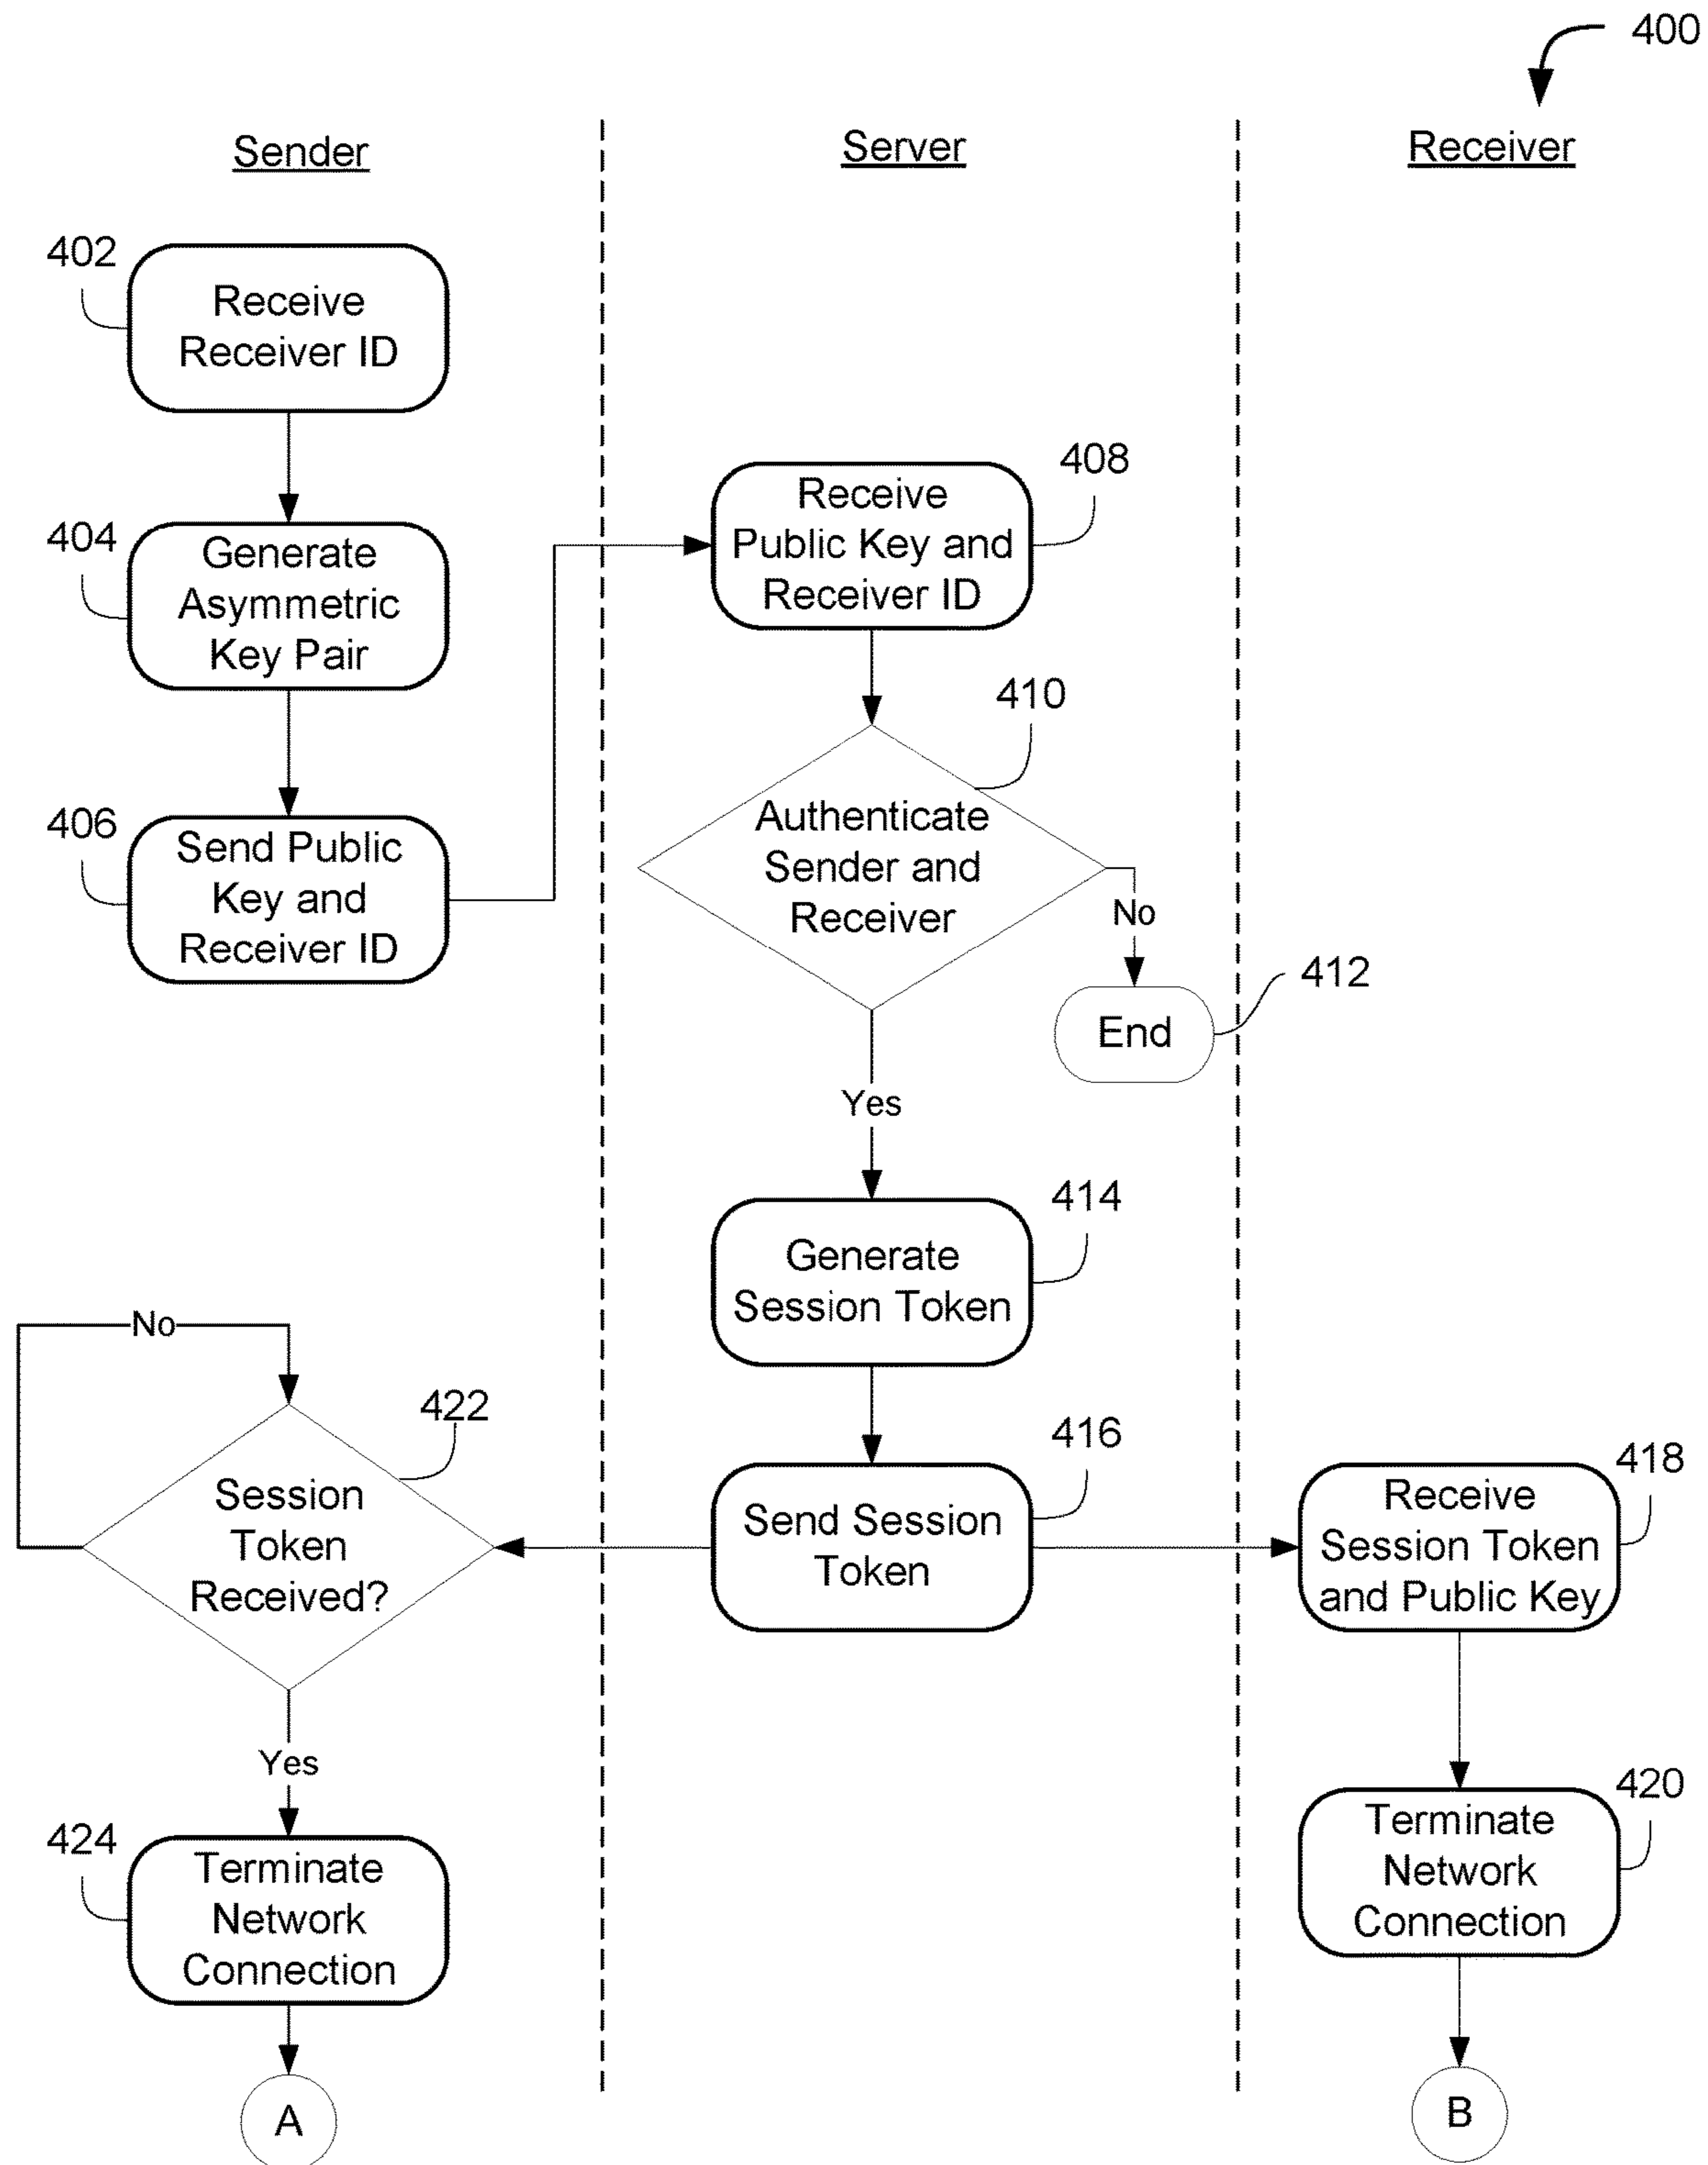 400
Sender
Server
Receiver
402
Receive
Receiver ID
404
Generate
Asymmetric
Key Pair
406
Send Public
Key and
Receiver ID
408
Receive
Public Key and
Receiver ID
410
Authenticate
Sender and
Receiver
No
412
End
Yes
414
Generate
Session Token
416
Send Session
Token
418
Receive
Session Token
and Public Key
420
Terminate
Network
Connection
B
No
422
Session
Token
Received?
Yes
424
Terminate
Network
Connection
A